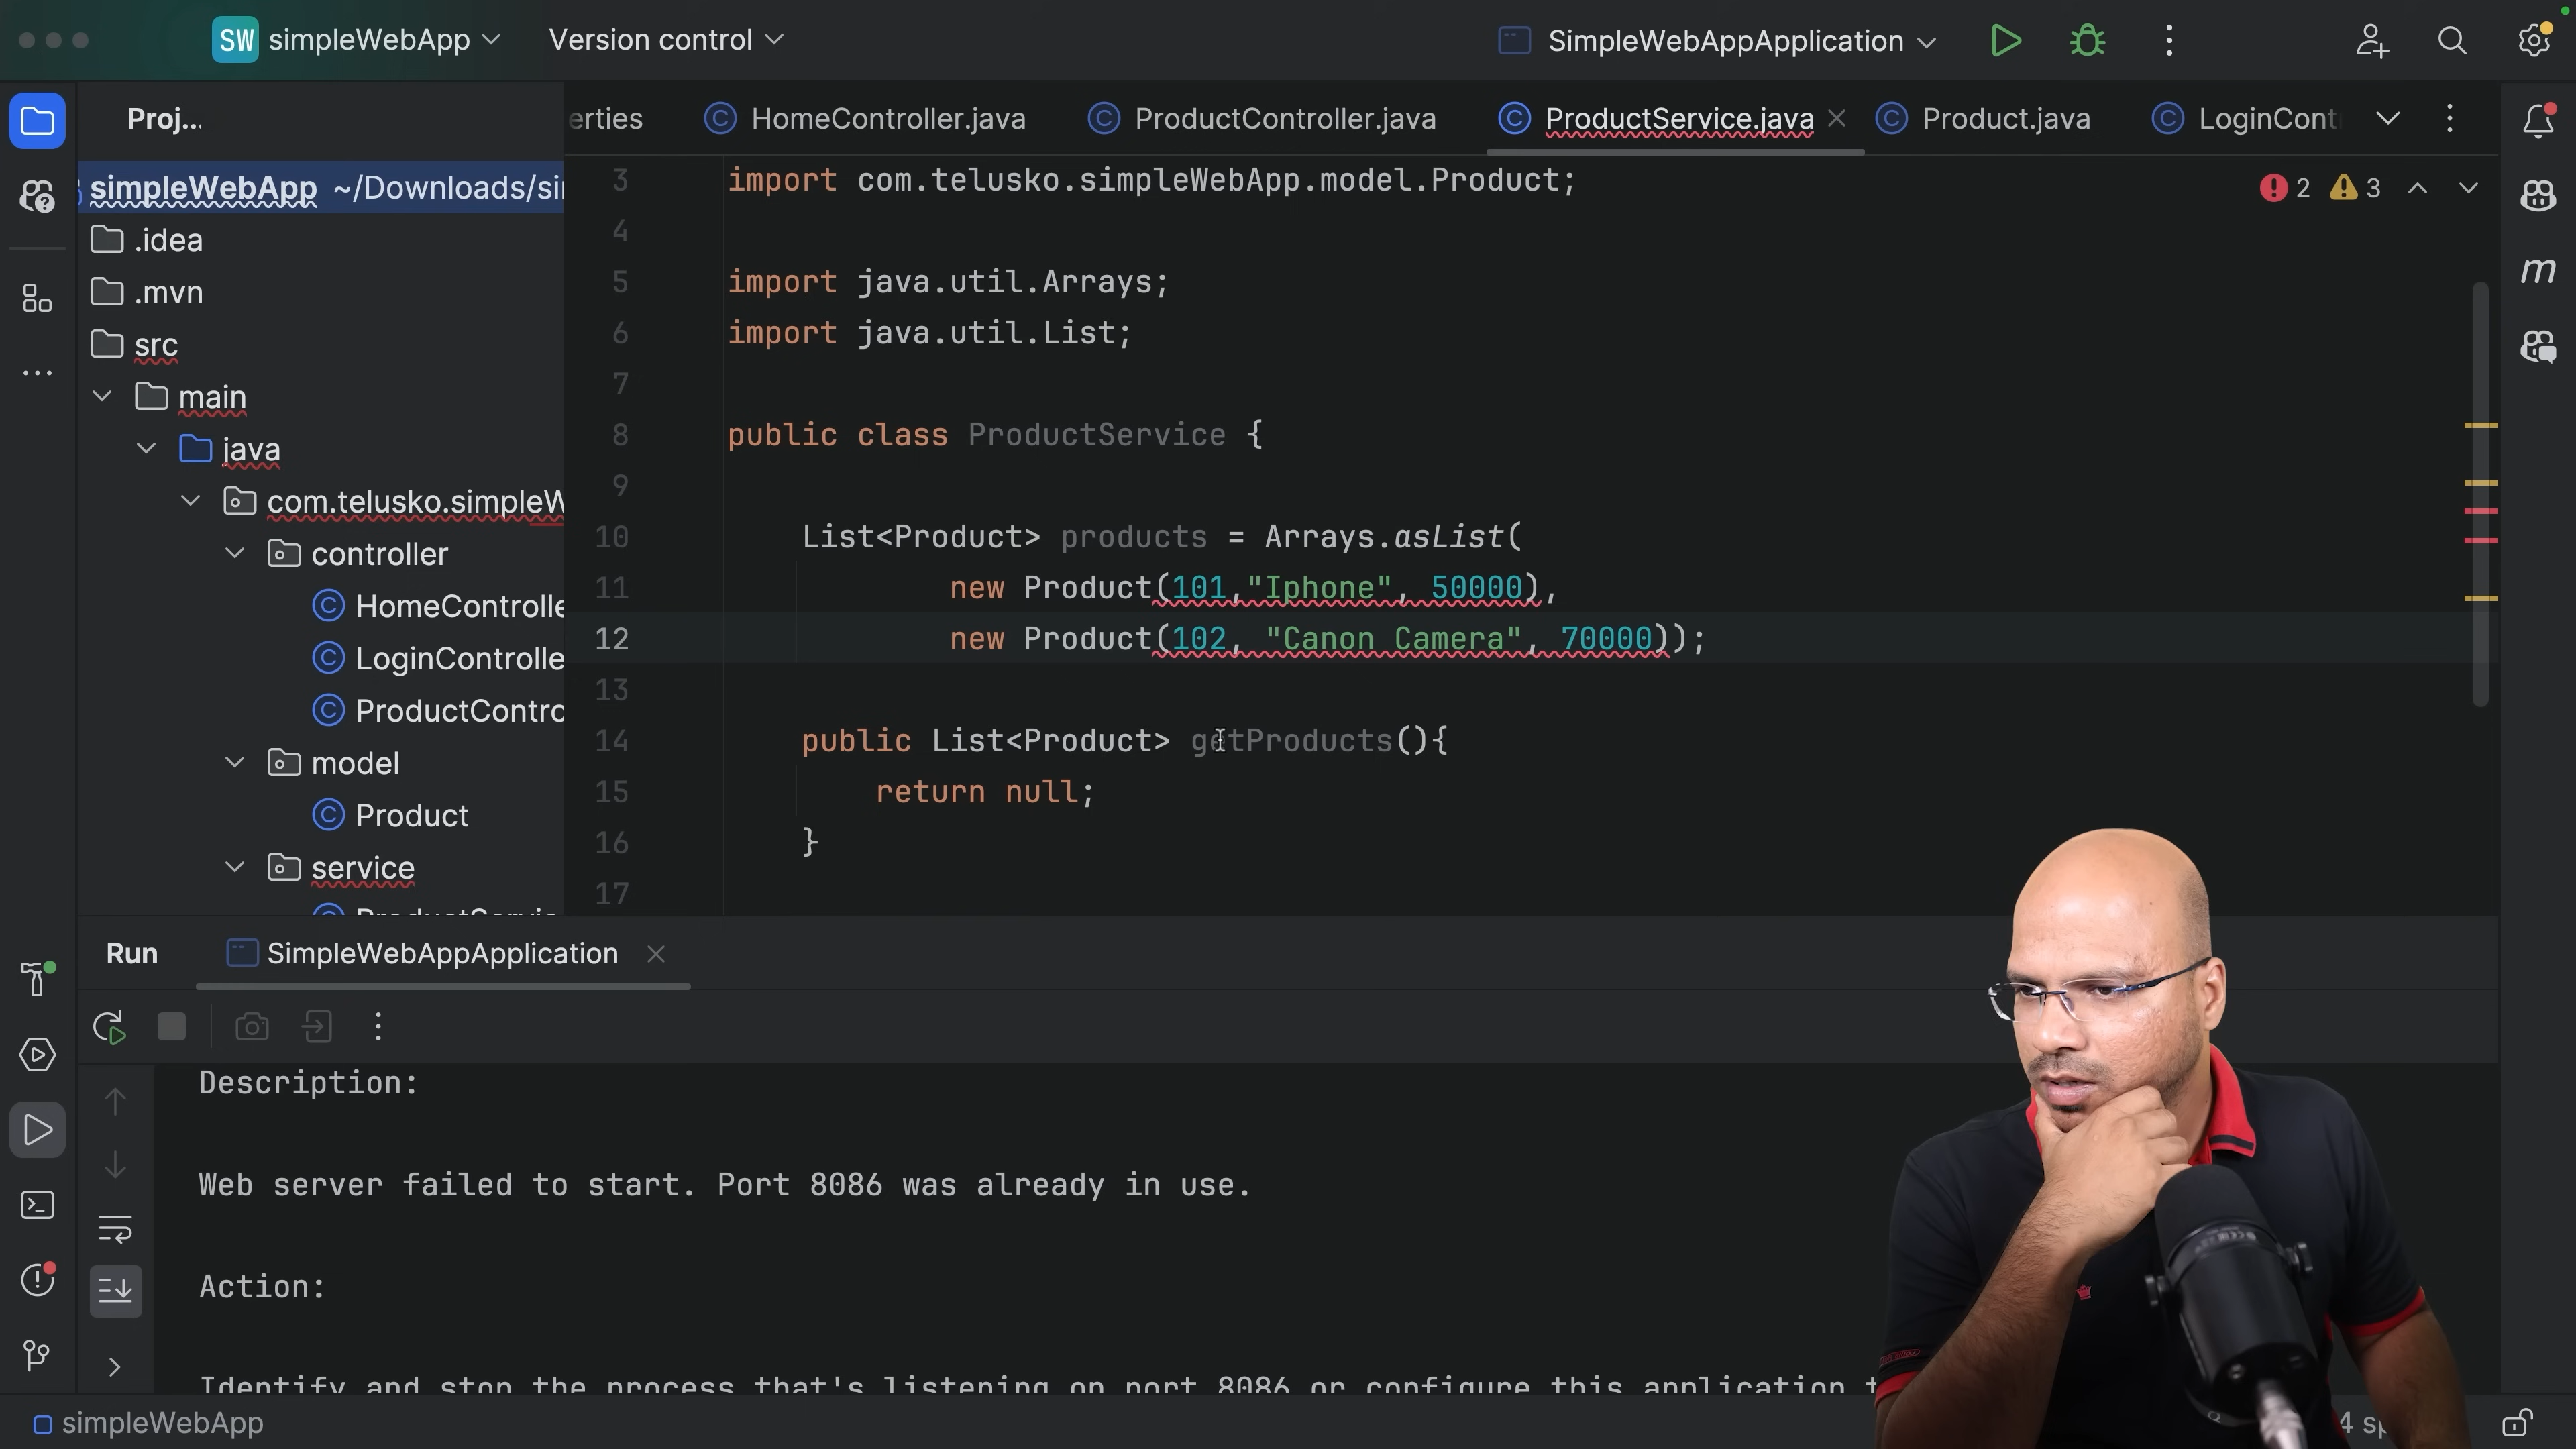 SW simpleWebApp Version control SimpleWebAppApplication
Proj... erties HomeController.java ProductController.java ProductService.java Product.java LoginCont
simpleWebApp ~/Downloads/si
.idea
.mvn
src
main
java
com.telusko.simpleW
controller
HomeControlle
LoginControlle
ProductContro
model
Product
service
2 3
3 import com.telusko.simpleWebApp.model.Product;
4
5 import java.util.Arrays;
6 import java.util.List;
7
8 public class ProductService {
9
10 List<Product> products = Arrays.asList(
11 new Product(101,"Iphone", 50000),
12 new Product(102, "Canon Camera", 70000));
13
14 public List<Product> getProducts(){
15 return null;
16 }
17
m
Run SimpleWebAppApplication
Description:
Web server failed to start. Port 8086 was already in use.
Action:
Identify and stop the process that's listening on port 8086 or configure this application t
simpleWebApp 4 sp